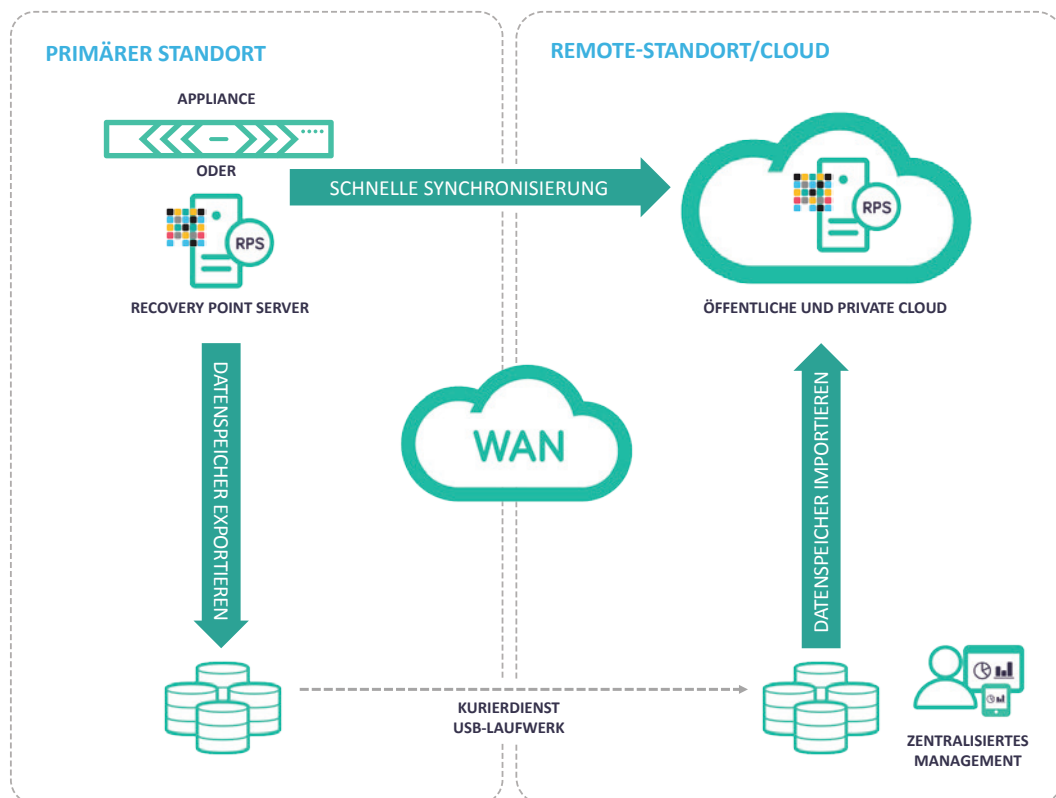 PRIMÄRER STANDORT
APPLIANCE
ODER
RPS
RECOVERY POINT SERVER
SCHNELLE SYNCHRONISIERUNG
REMOTE-STANDORT/CLOUD
RPS
ÖFFENTLICHE UND PRIVATE CLOUD
DATENSPEICHER EXPORTIEREN
WAN
DATENSPEICHER IMPORTIEREN
KURIERDIENST
USB-LAUFWERK
ZENTRALISIERTES
MANAGEMENT